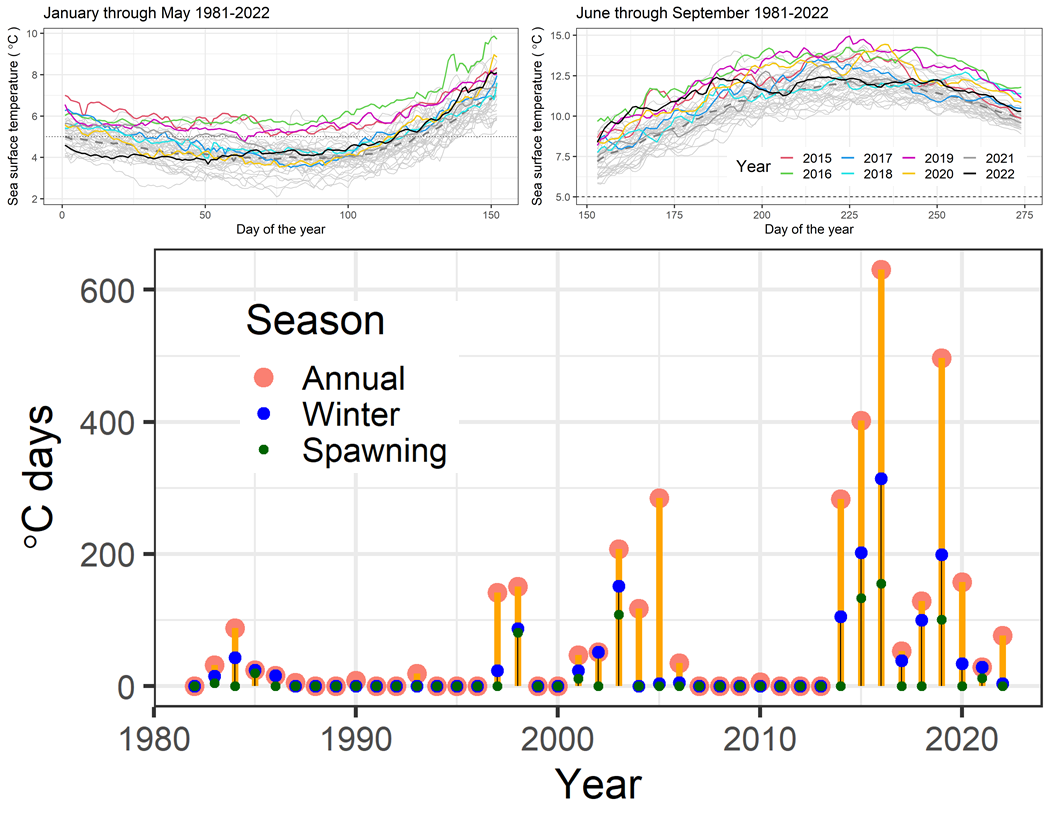 January through May 1981-2022
Sea surface temperature ( °C )
10
8
6
4
2
0
50
100
150
Day of the year
June through September 1981-2022
Sea surface temperature ( °C )
15.0
12.5
10.0
7.5
5.0
Year
2015 2017 2019 2021
2016 2018 2020 2022
150
175
200
225
250
275
Day of the year
°C days
600
400
200
0
Season
Annual
Winter
Spawning
1980
1990
2000
2010
2020
Year